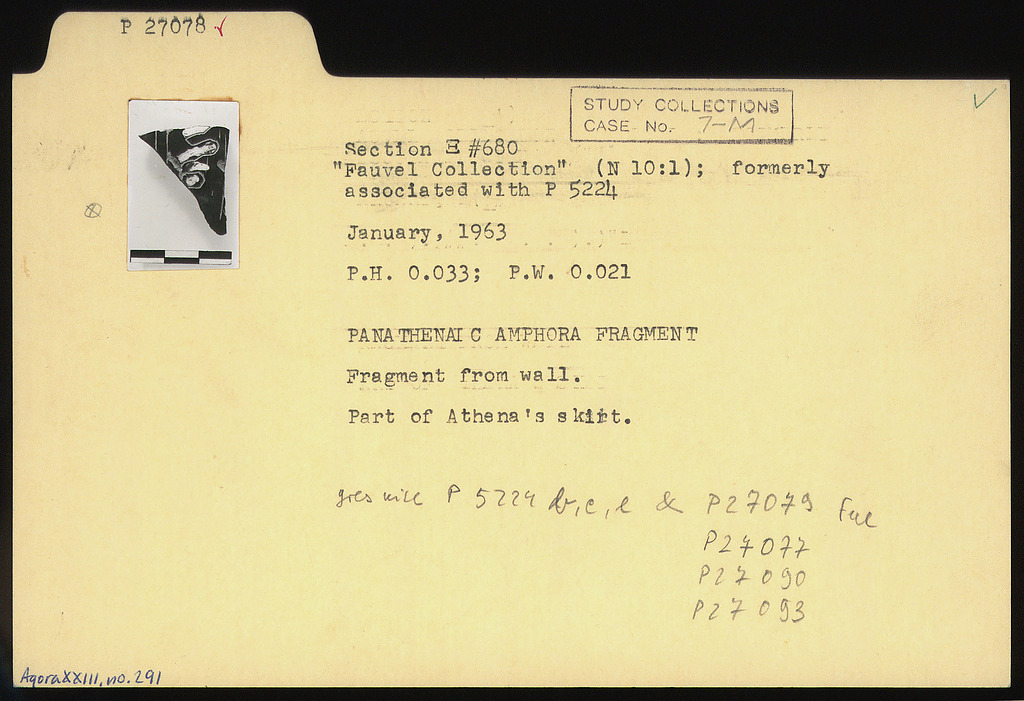 P 27078 ✓
STUDY COLLECTIONS
CASE No. 7-M
Section Ξ #680
"Fauvel Collection" (N 10:1); formerly
associated with P 5224
January, 1963
P.H. 0.033; P.W. 0.021
PANATHENAIC AMPHORA FRAGMENT
Fragment from wall.
Part of Athena's skirt.
P 5224 b, c, e & P27079
P27077
P27090
P27093
Agora XXIII, no. 291